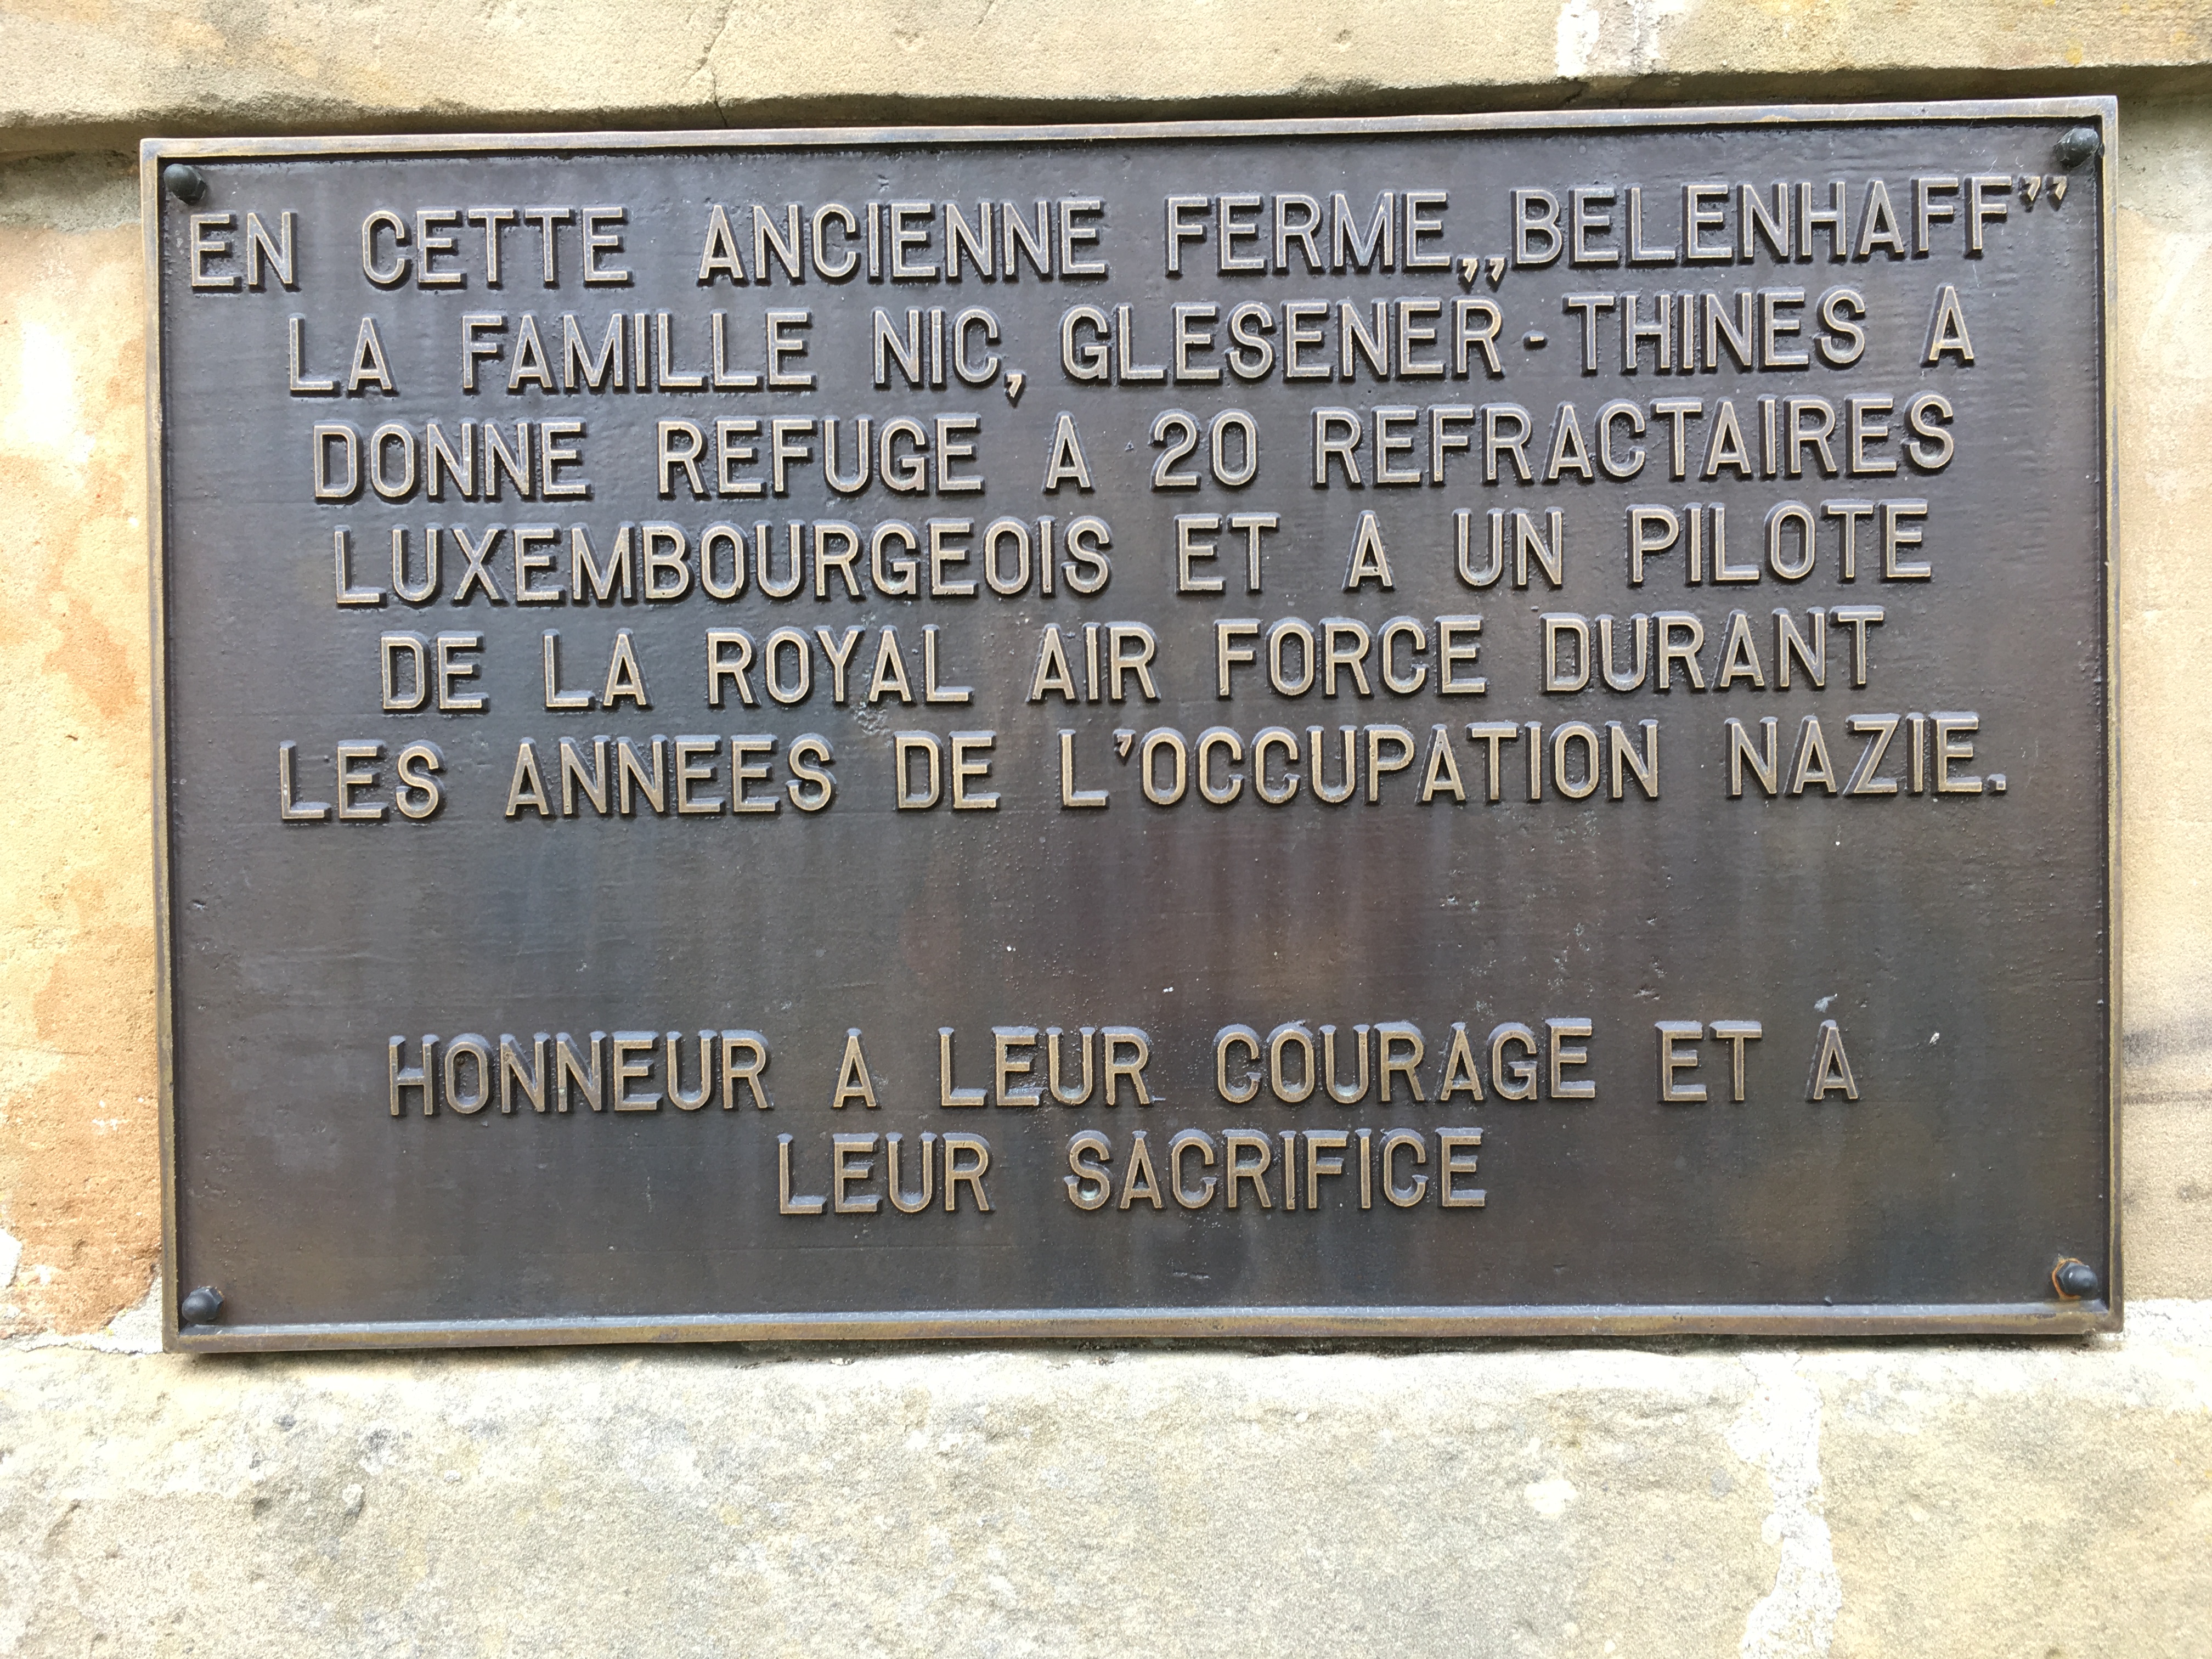 EN CETTE ANCIENNE FERME,,BELENHAFF”
LA FAMILLE NIC, GLESENER - THINES A
DONNE REFUGE A 20 REFRACTAIRES
LUXEMBOURGEOIS ET A UN PILOTE
DE LA ROYAL AIR FORCE DURANT
LES ANNEES DE L'OCCUPATION NAZIE.
HONNEUR A LEUR COURAGE ET A
LEUR SACRIFICE